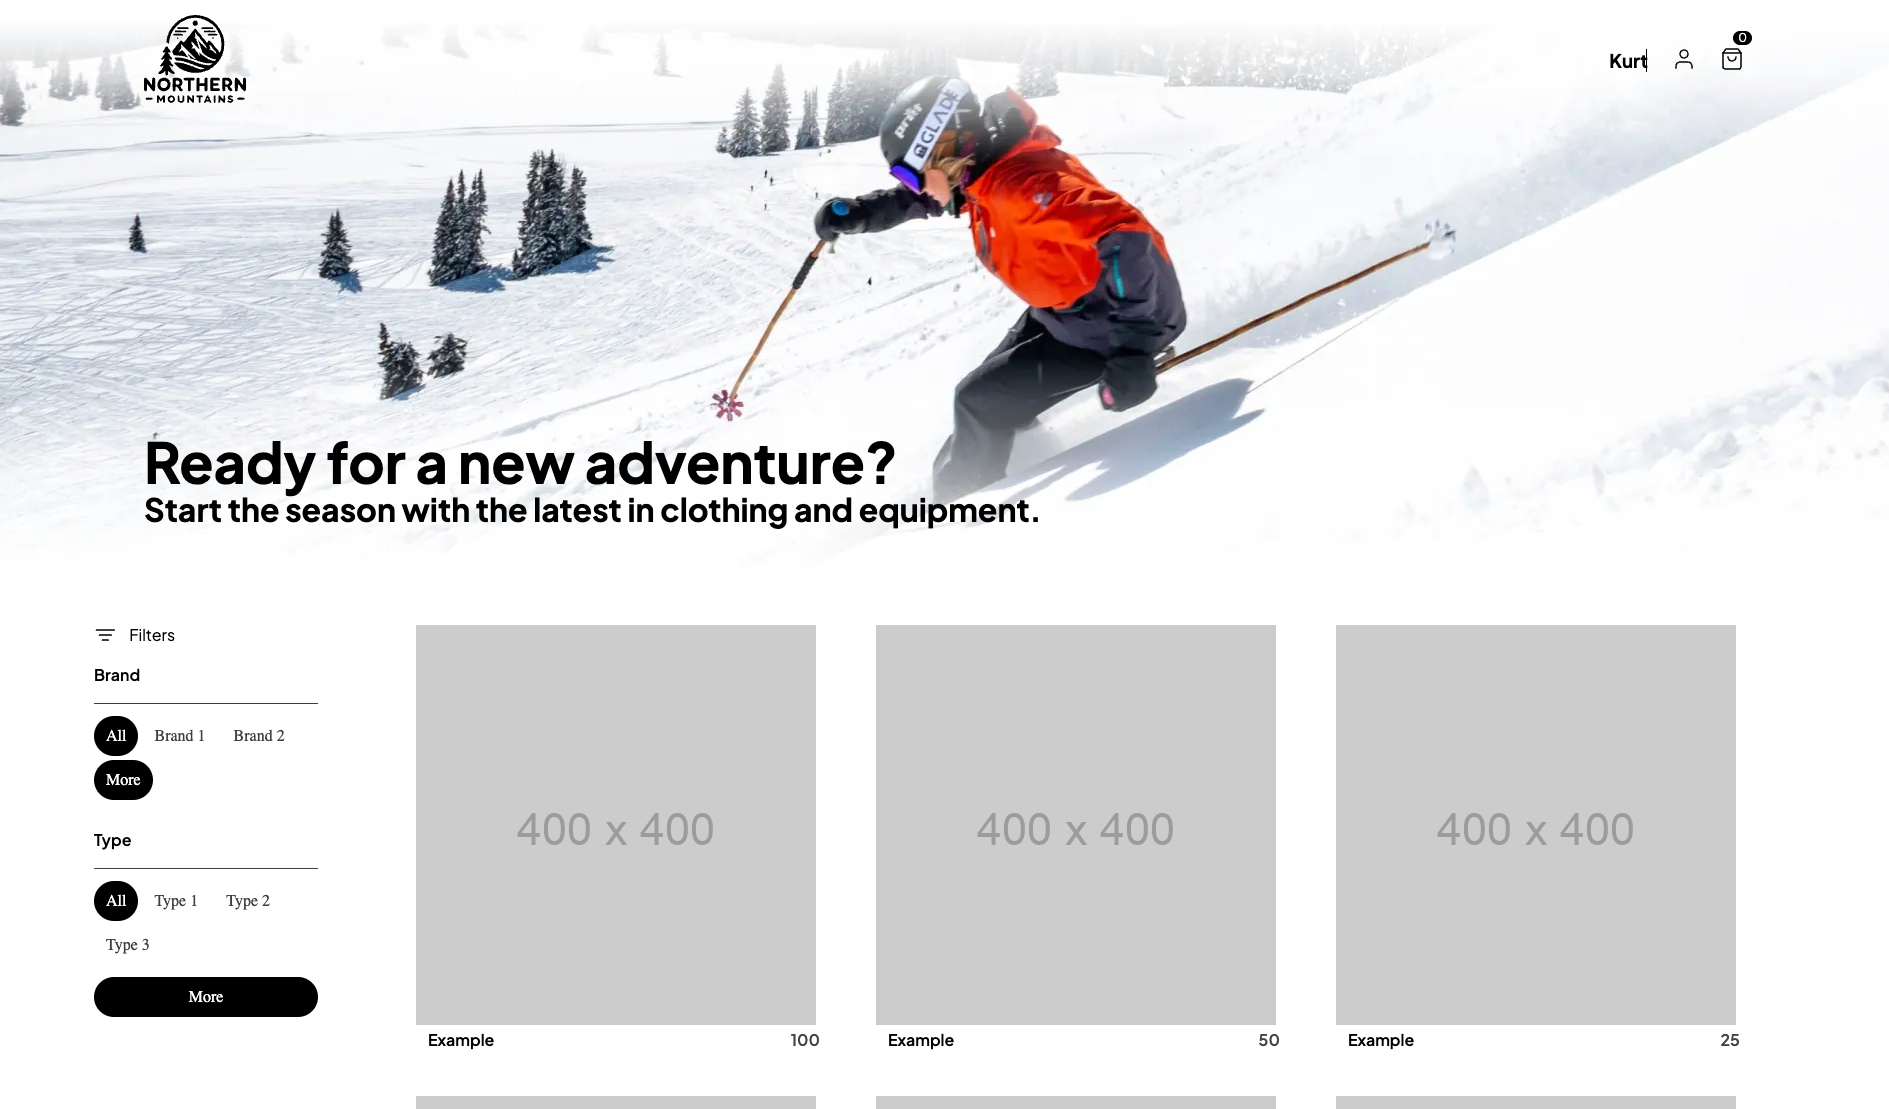 NORTHERN
MOUNTAINS
Kurt
0
prêt
GLADE
Ready for a new adventure?
Start the season with the latest in clothing and equipment.
Filters
Brand
All Brand 1 Brand 2
More
Type
All Type 1 Type 2
Type 3
More
400 x 400 400 x 400 400 x 400
Example 100 Example 50 Example 25